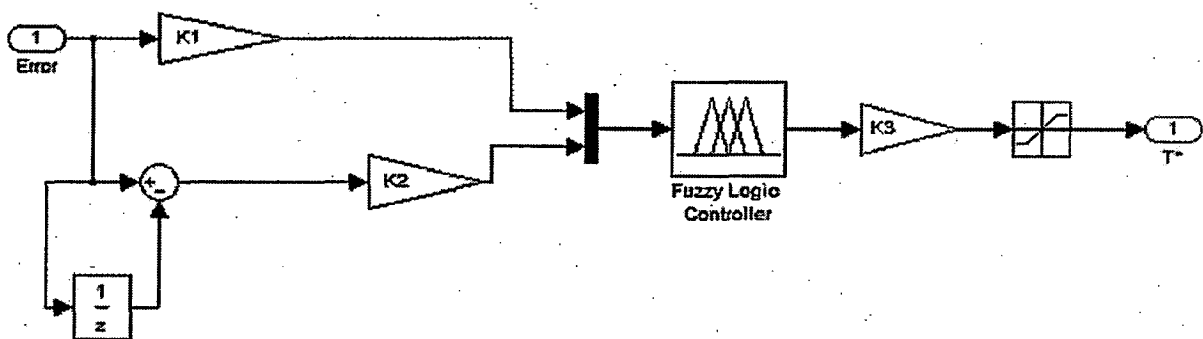 1
Error
K1
K2
1
z
+
-
Fuzzy Logic
Controller
K3
1
T*